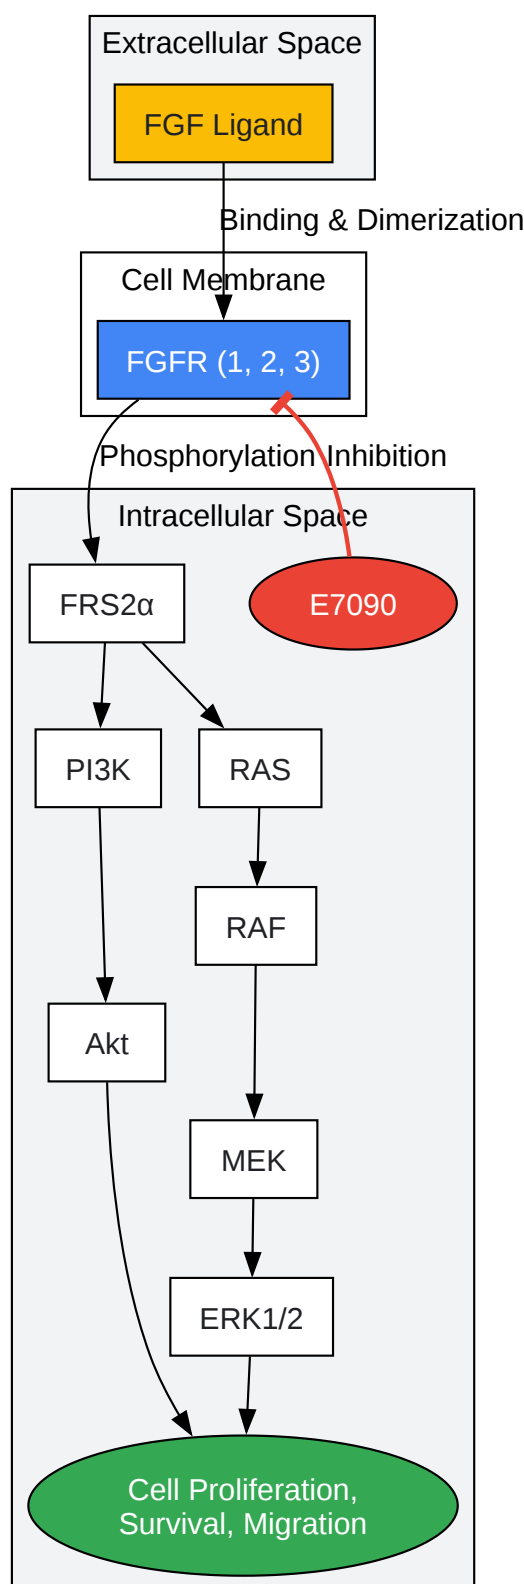 Extracellular Space
FGF Ligand
Binding & Dimerization
Cell Membrane
FGFR (1, 2, 3)
Phosphorylation
Inhibition
Intracellular Space
FRS2α
E7090
PI3K
RAS
RAF
Akt
MEK
ERK1/2
Cell Proliferation,
Survival, Migration